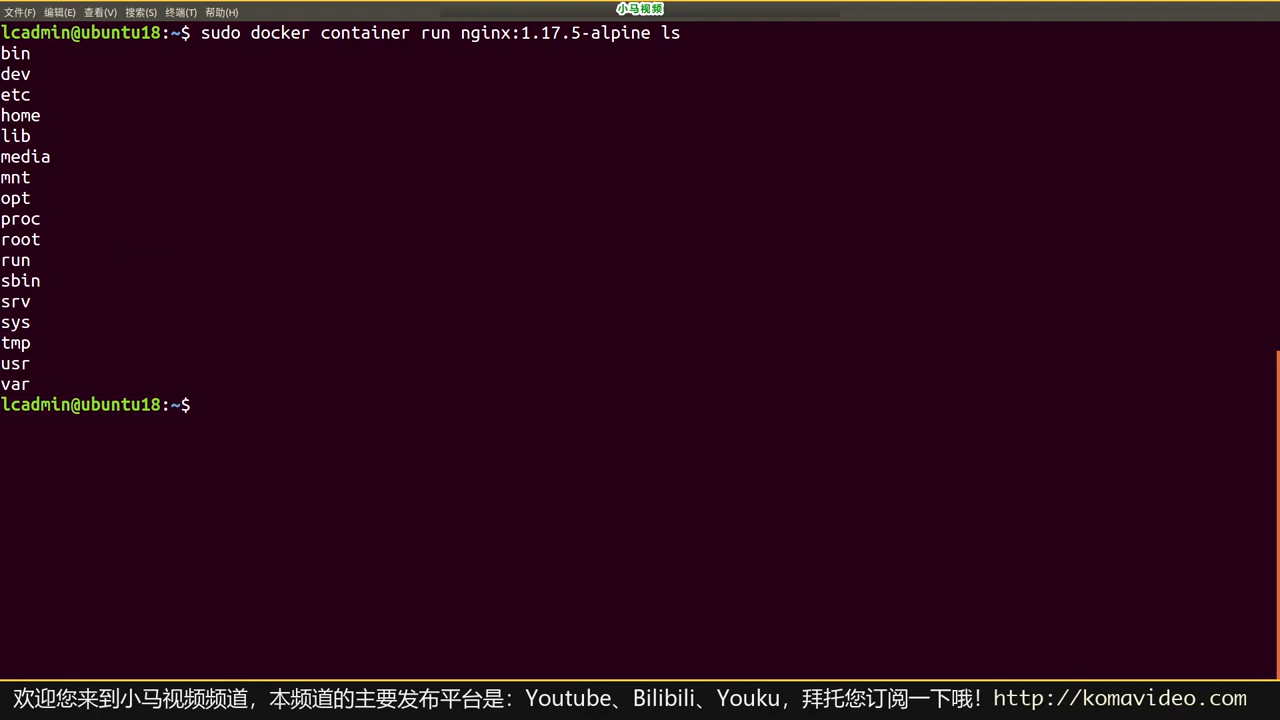 小马视频
文件(F) 编辑(E) 查看(V) 搜索(S) 终端(T) 帮助(H)
lcadmin@ubuntu18:~$ sudo docker container run nginx:1.17.5-alpine ls
bin
dev
etc
home
lib
media
mnt
opt
proc
root
run
sbin
srv
sys
tmp
usr
var
lcadmin@ubuntu18:~$
欢迎您来到小马视频频道，本频道的主要发布平台是：Youtube、Bilibili、Youku，拜托您订阅一下哦！http://komavideo.com